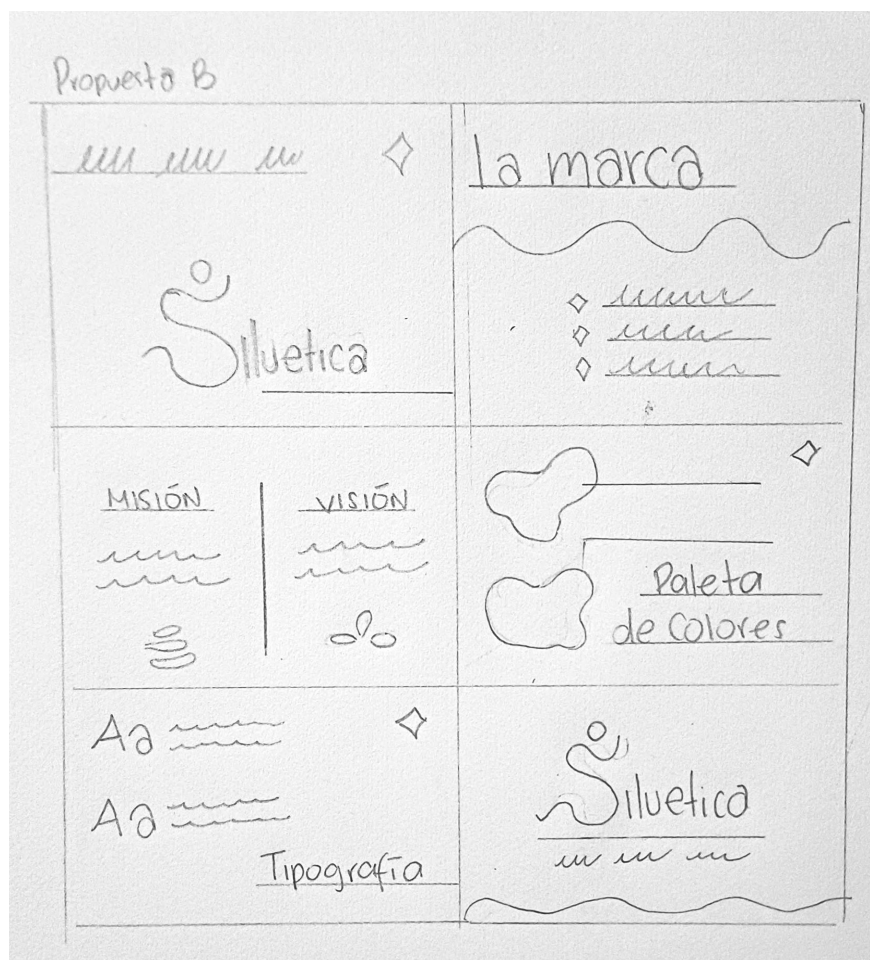 Propuesta B
Siluetica
la marca
MISIÓN
VISIÓN
Paleta
de Colores
Aa
Aa
Tipografía
Siluetica